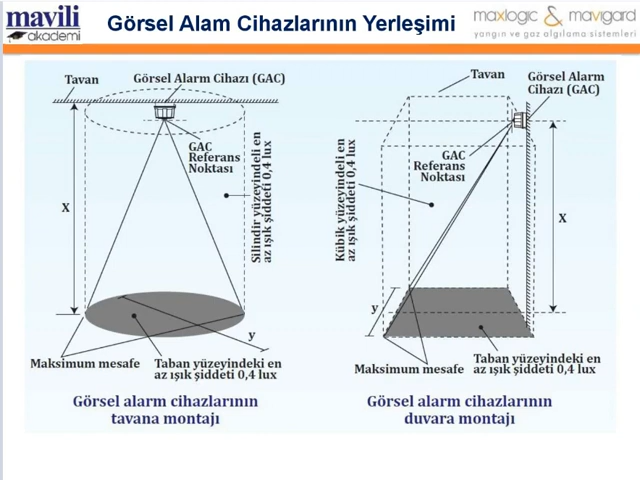 mavili
akademi
Görsel Alam Cihazlarının Yerleşimi
maxlogic & mavigard
yangın ve gaz algılama sistemleri
Tavan
Görsel Alarm Cihazı (GAC)
GAC
Referans
Noktası
X
Silindir yüzeyindeli en
az ışık şiddeti 0,4 lux
y
Maksimum mesafe
Taban yüzeyindeki en
az ışık şiddeti 0,4 lux
Görsel alarm cihazlarının
tavana montajı
Tavan
Görsel Alarm
Cihazı (GAC)
GAC
Referans
Noktası
Kübik yüzeyindeli en
az ışık şiddeti 0,4 lux
X
y
Maksimum mesafe
Taban yüzeyindeki en
az ışık şiddeti 0,4 lux
Görsel alarm cihazlarının
duvara montajı